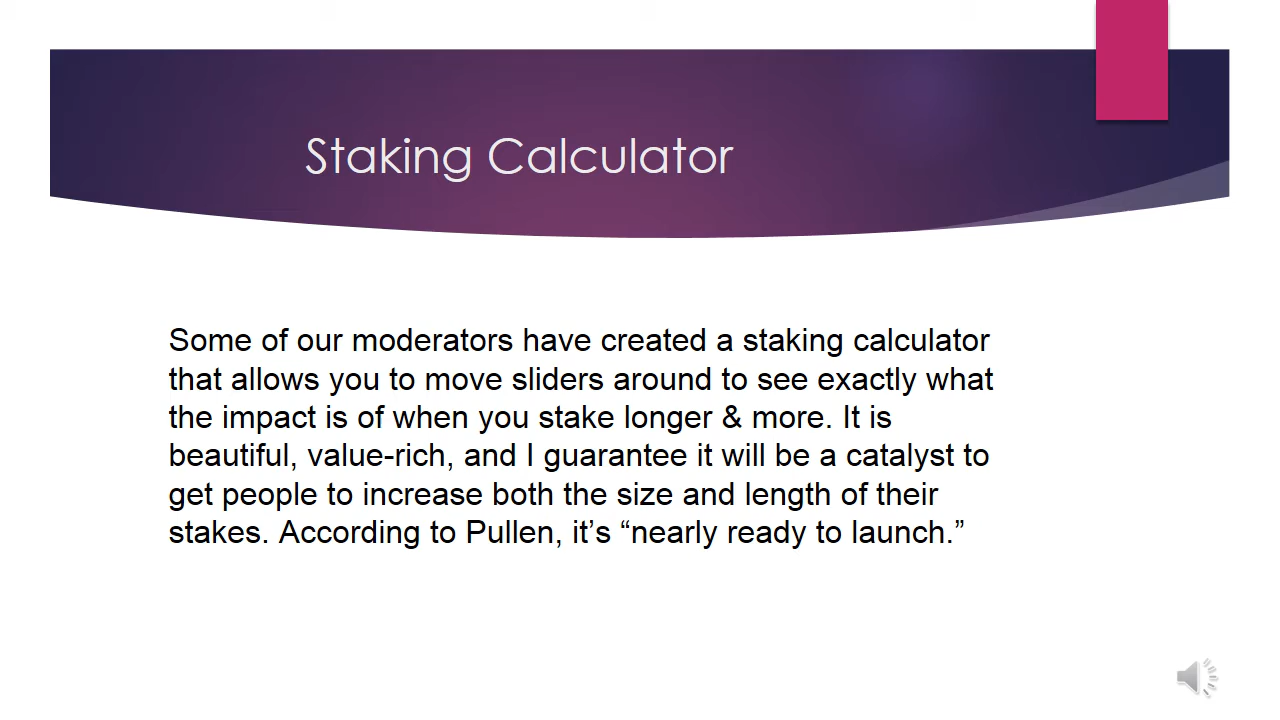 Staking Calculator
Some of our moderators have created a staking calculator
that allows you to move sliders around to see exactly what
the impact is of when you stake longer & more. It is
beautiful, value-rich, and I guarantee it will be a catalyst to
get people to increase both the size and length of their
stakes. According to Pullen, it’s “nearly ready to launch.”